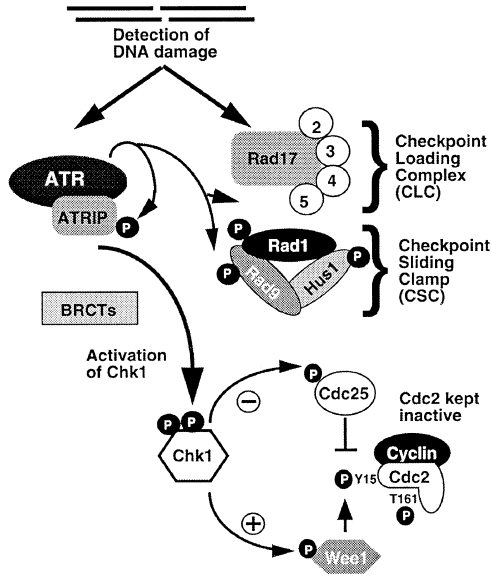 Detection of
DNA damage
2
Rad17
3
4
5
Checkpoint
Loading
Complex
(CLC)
ATR
ATRIP
P
P
Rad1
P
P
Rad9
Hus1
Checkpoint
Sliding
Clamp
(CSC)
BRCTs
Activation
of Chk1
P
P
Chk1
−
P
Cdc25
Cdc2 kept
inactive
Cyclin
P
Y15
Cdc2
T161
P
+
P
Wee1